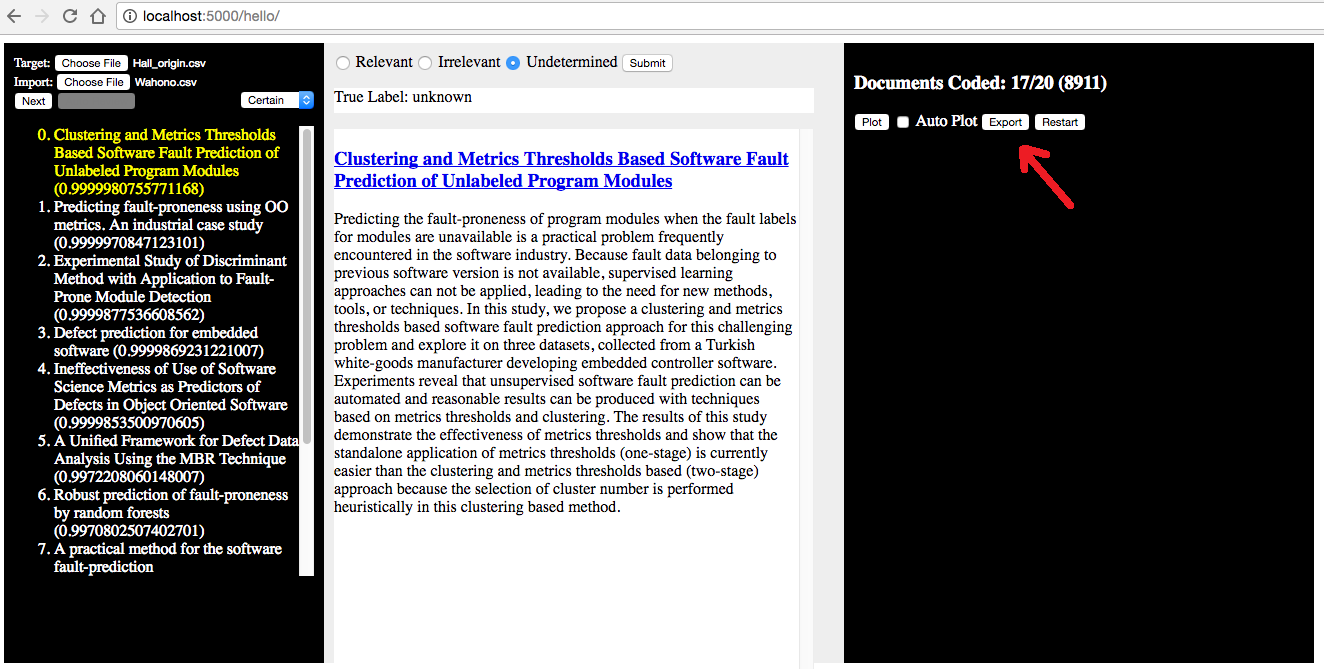 localhost:5000/hello/
Target: Choose File Hall_origin.csv
Import: Choose File Wahono.csv
Next Certain
0. Clustering and Metrics Thresholds
Based Software Fault Prediction of
Unlabeled Program Modules
(0.9999980755771168)
1. Predicting fault-proneness using OO
metrics. An industrial case study
(0.9999970847123101)
2. Experimental Study of Discriminant
Method with Application to Fault-
Prone Module Detection
(0.9999877536608562)
3. Defect prediction for embedded
software (0.9999869231221007)
4. Ineffectiveness of Use of Software
Science Metrics as Predictors of
Defects in Object Oriented Software
(0.9999853500970605)
5. A Unified Framework for Defect Data
Analysis Using the MBR Technique
(0.9972208060148007)
6. Robust prediction of fault-proneness
by random forests
(0.9970802507402701)
7. A practical method for the software
fault-prediction
Relevant Irrelevant Undetermined Submit
True Label: unknown
Clustering and Metrics Thresholds Based Software Fault
Prediction of Unlabeled Program Modules
Predicting the fault-proneness of program modules when the fault labels
for modules are unavailable is a practical problem frequently
encountered in the software industry. Because fault data belonging to
previous software version is not available, supervised learning
approaches can not be applied, leading to the need for new methods,
tools, or techniques. In this study, we propose a clustering and metrics
thresholds based software fault prediction approach for this challenging
problem and explore it on three datasets, collected from a Turkish
white-goods manufacturer developing embedded controller software.
Experiments reveal that unsupervised software fault prediction can be
automated and reasonable results can be produced with techniques
based on metrics thresholds and clustering. The results of this study
demonstrate the effectiveness of metrics thresholds and show that the
standalone application of metrics thresholds (one-stage) is currently
easier than the clustering and metrics thresholds based (two-stage)
approach because the selection of cluster number is performed
heuristically in this clustering based method.
Documents Coded: 17/20 (8911)
Plot Auto Plot Export Restart